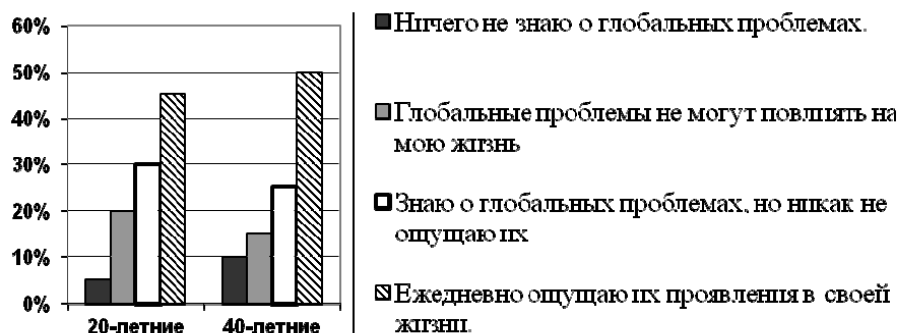 60%
50%
40%
30%
20%
10%
0%
20-летние 40-летние
Ничего не знаю о глобальных проблемах.
Глобальные проблемы не могут повлиять на
мою жизнь
Знаю о глобальных проблемах, но никак не
ощущаю их
Ежедневно ощущаю их проявления в своей
жизни.